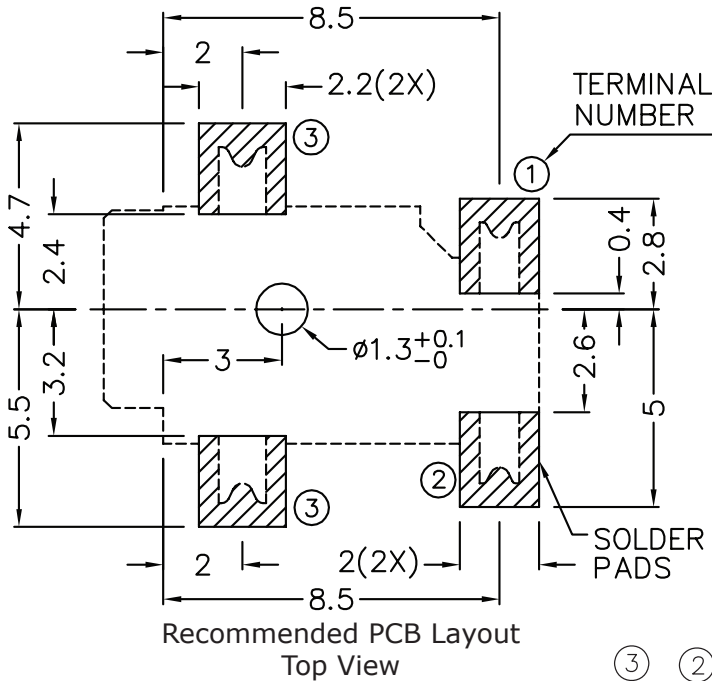 8.5
2
2.2(2X)
TERMINAL
NUMBER
3
1
4.7
2.4
0.4
2.8
3
ø1.3+0.1
-0
3.2
5.5
2.6
5
2
3
2
2(2X)
SOLDER
PADS
8.5
Recommended PCB Layout
Top View
3 2